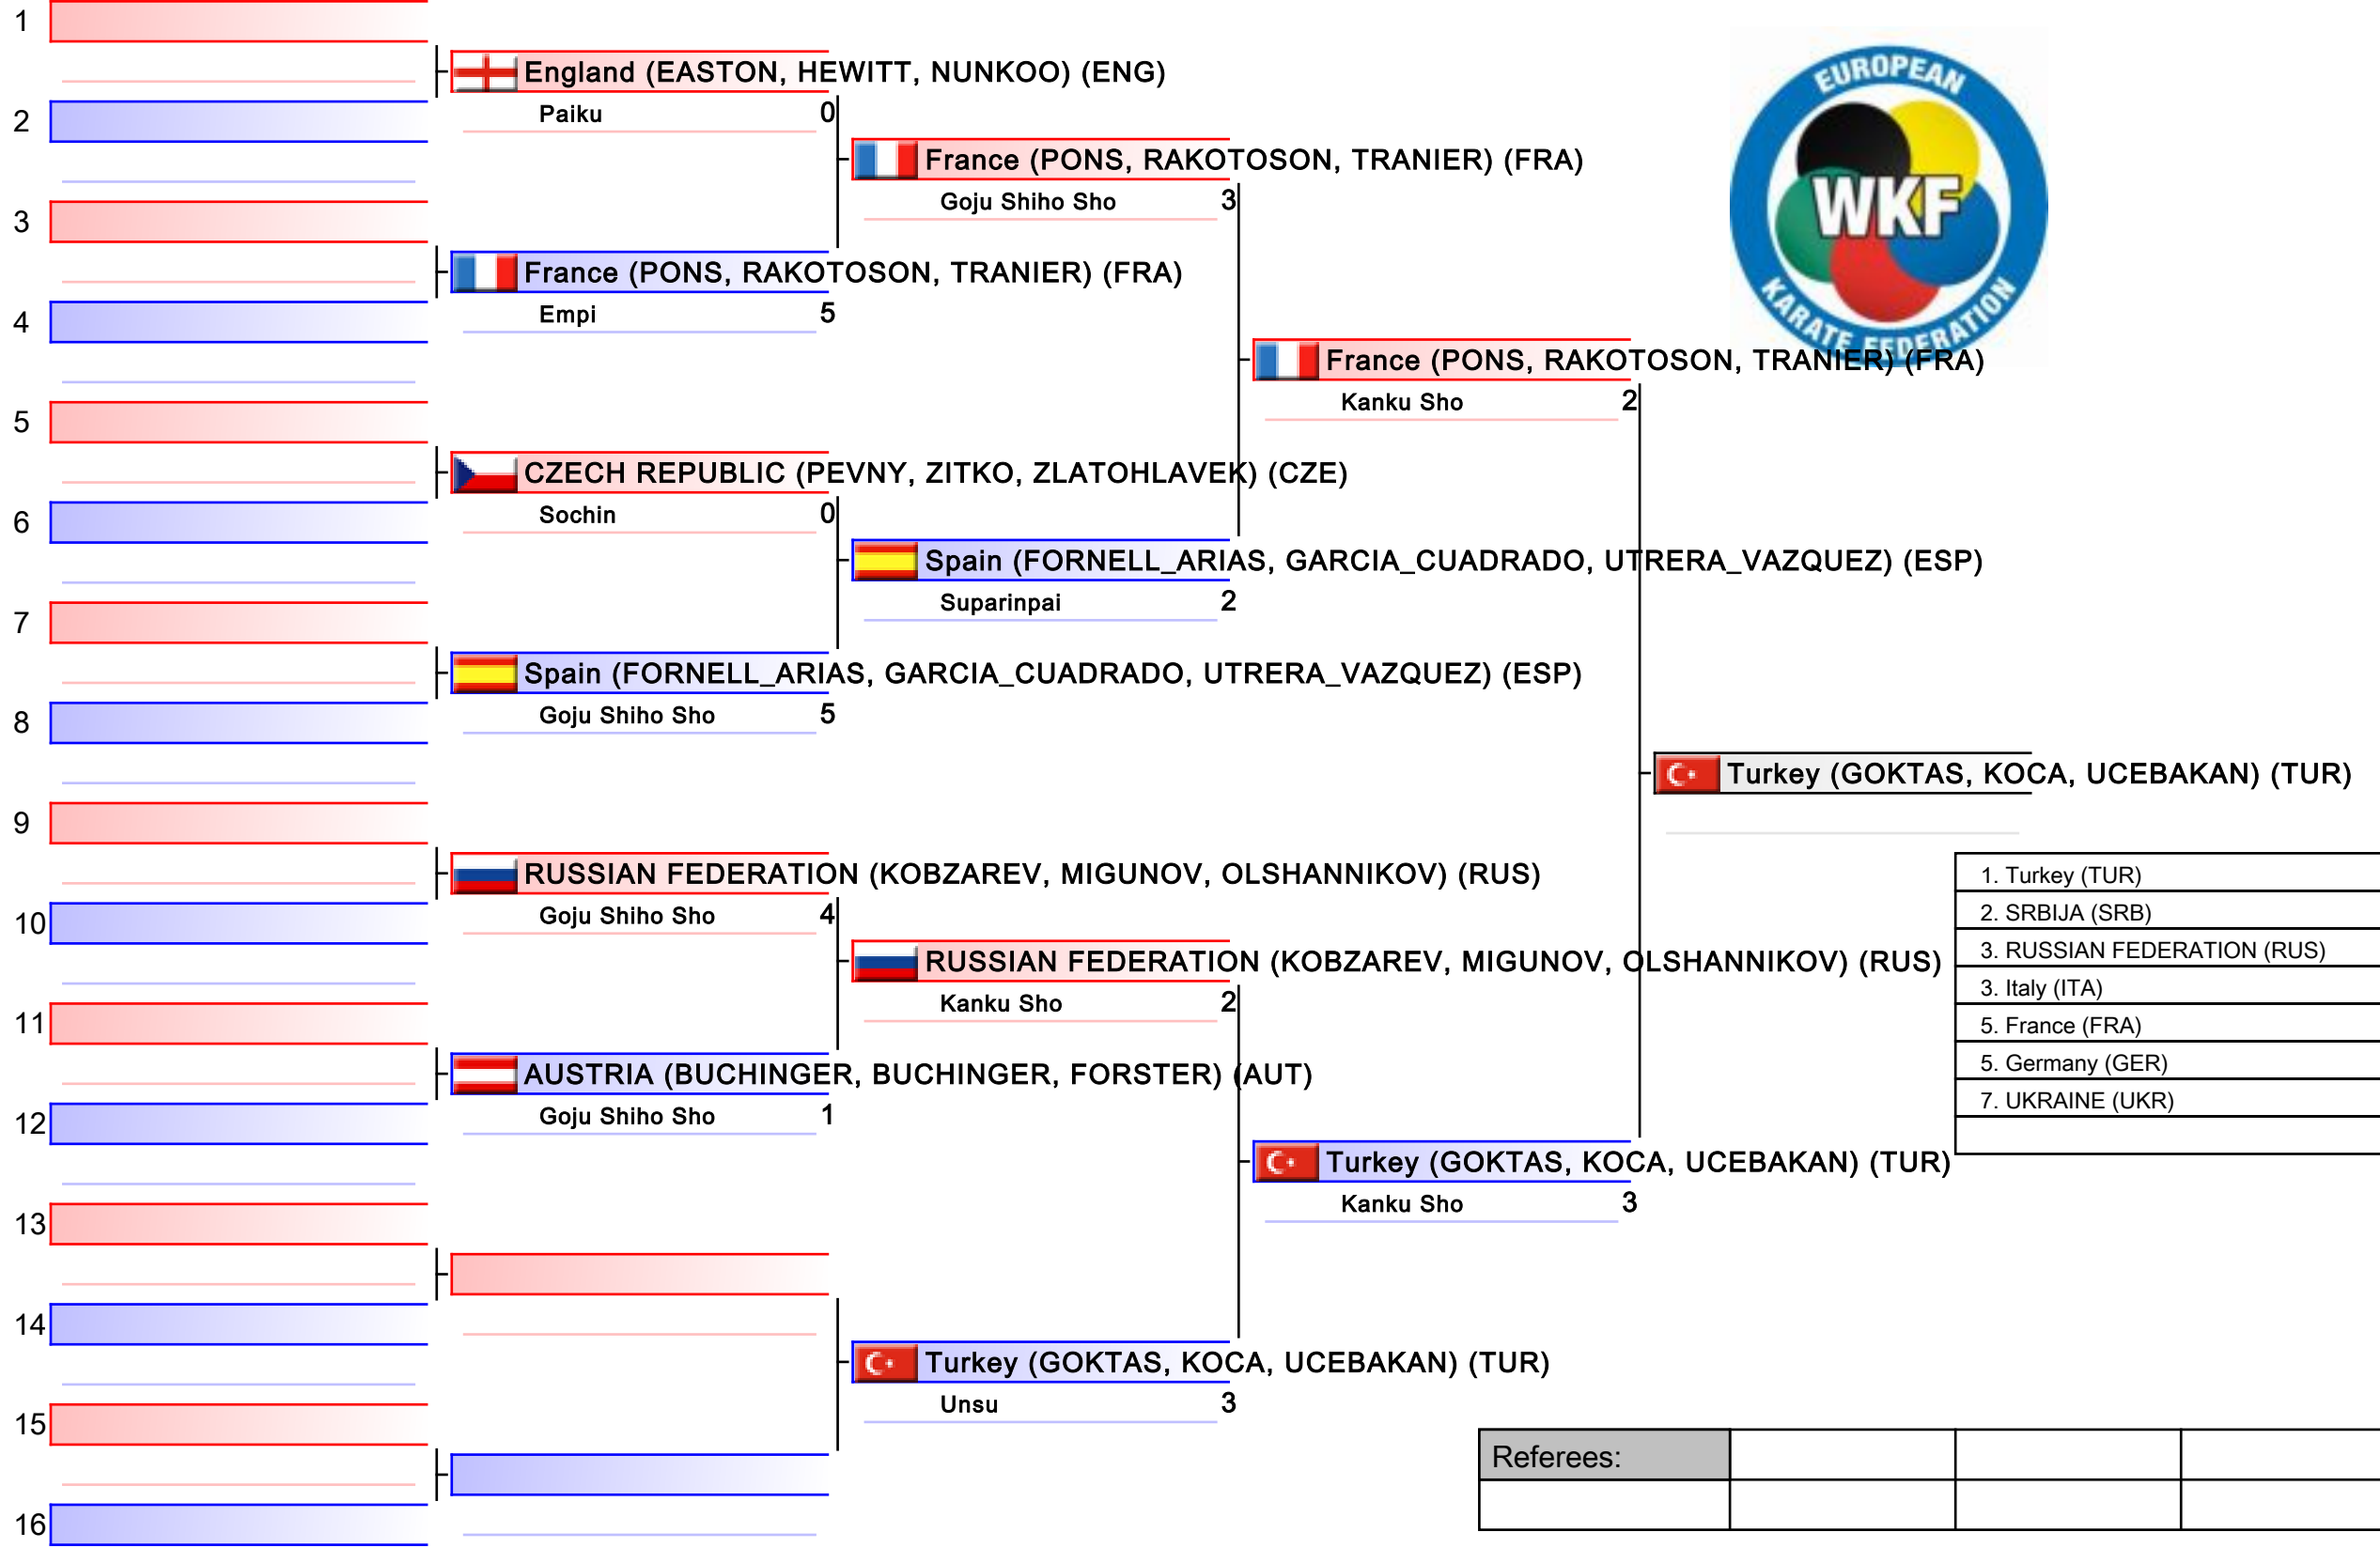 1
England (EASTON, HEWITT, NUNKOO) (ENG)
Paiku 0
2
France (PONS, RAKOTOSON, TRANIER) (FRA)
Goju Shiho Sho 3
3
France (PONS, RAKOTOSON, TRANIER) (FRA)
Empi 5
4
France (PONS, RAKOTOSON, TRANIER) (FRA)
Kanku Sho 2
5
CZECH REPUBLIC (PEVNY, ZITKO, ZLATOHLAVEK) (CZE)
Sochin 0
6
Spain (FORNELL_ARIAS, GARCIA_CUADRADO, UTRERA_VAZQUEZ) (ESP)
Suparinpai 2
7
Spain (FORNELL_ARIAS, GARCIA_CUADRADO, UTRERA_VAZQUEZ) (ESP)
Goju Shiho Sho 5
8
Turkey (GOKTAS, KOCA, UCEBAKAN) (TUR)
9
RUSSIAN FEDERATION (KOBZAREV, MIGUNOV, OLSHANNIKOV) (RUS)
Goju Shiho Sho 4
10
RUSSIAN FEDERATION (KOBZAREV, MIGUNOV, OLSHANNIKOV) (RUS)
Kanku Sho 2
11
AUSTRIA (BUCHINGER, BUCHINGER, FORSTER) (AUT)
Goju Shiho Sho 1
12
Turkey (GOKTAS, KOCA, UCEBAKAN) (TUR)
Kanku Sho 3
13
14
Turkey (GOKTAS, KOCA, UCEBAKAN) (TUR)
Unsu 3
15
16
EUROPEAN
WKF
KARATE FEDERATION
1. Turkey (TUR)
2. SRBIJA (SRB)
3. RUSSIAN FEDERATION (RUS)
3. Italy (ITA)
5. France (FRA)
5. Germany (GER)
7. UKRAINE (UKR)
Referees: